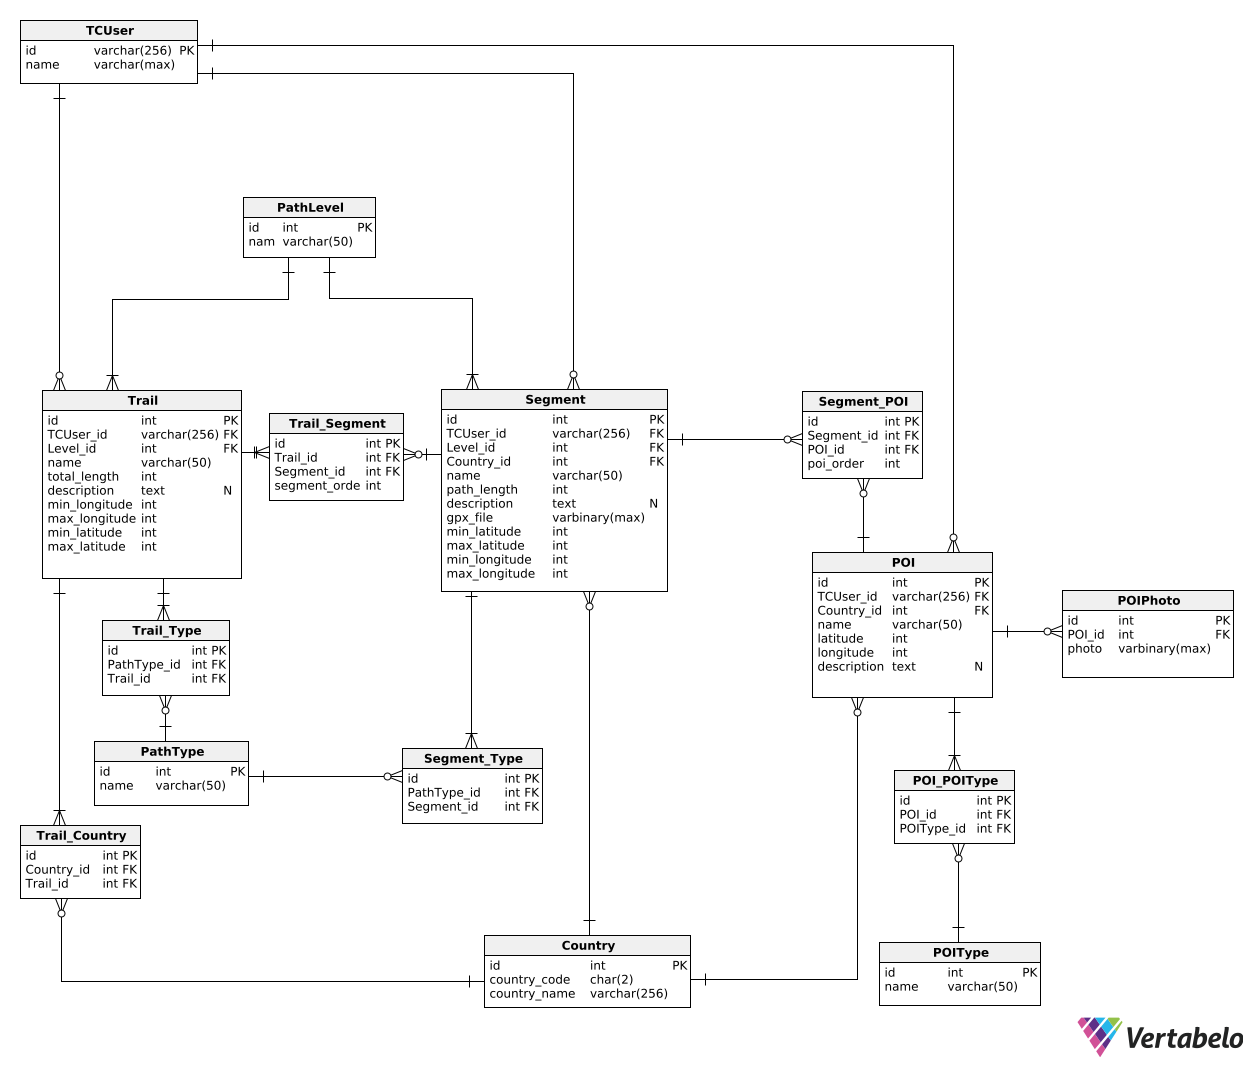 TCUser
id varchar(256) PK
name varchar(max)
PathLevel
id int PK
nam varchar(50)
Trail
id int PK
TCUser_id varchar(256) FK
Level_id int FK
name varchar(50)
total_length int
description text N
min_longitude int
max_longitude int
min_latitude int
max_latitude int
Trail_Segment
id int PK
Trail_id int FK
Segment_id int FK
segment_orde int
Segment
id int PK
TCUser_id varchar(256) FK
Level_id int FK
Country_id int FK
name varchar(50)
path_length int
description text N
gpx_file varbinary(max)
min_latitude int
max_latitude int
min_longitude int
max_longitude int
Segment_POI
id int PK
Segment_id int FK
POI_id int FK
poi_order int
POI
id int PK
TCUser_id varchar(256) FK
Country_id int FK
name varchar(50)
latitude int
longitude int
description text N
POIPhoto
id int PK
POI_id int FK
photo varbinary(max)
Trail_Type
id int PK
PathType_id int FK
Trail_id int FK
PathType
id int PK
name varchar(50)
Segment_Type
id int PK
PathType_id int FK
Segment_id int FK
POI_POIType
id int PK
POI_id int FK
POIType_id int FK
Trail_Country
id int PK
Country_id int FK
Trail_id int FK
Country
id int PK
country_code char(2)
country_name varchar(256)
POIType
id int PK
name varchar(50)
Vertabelo